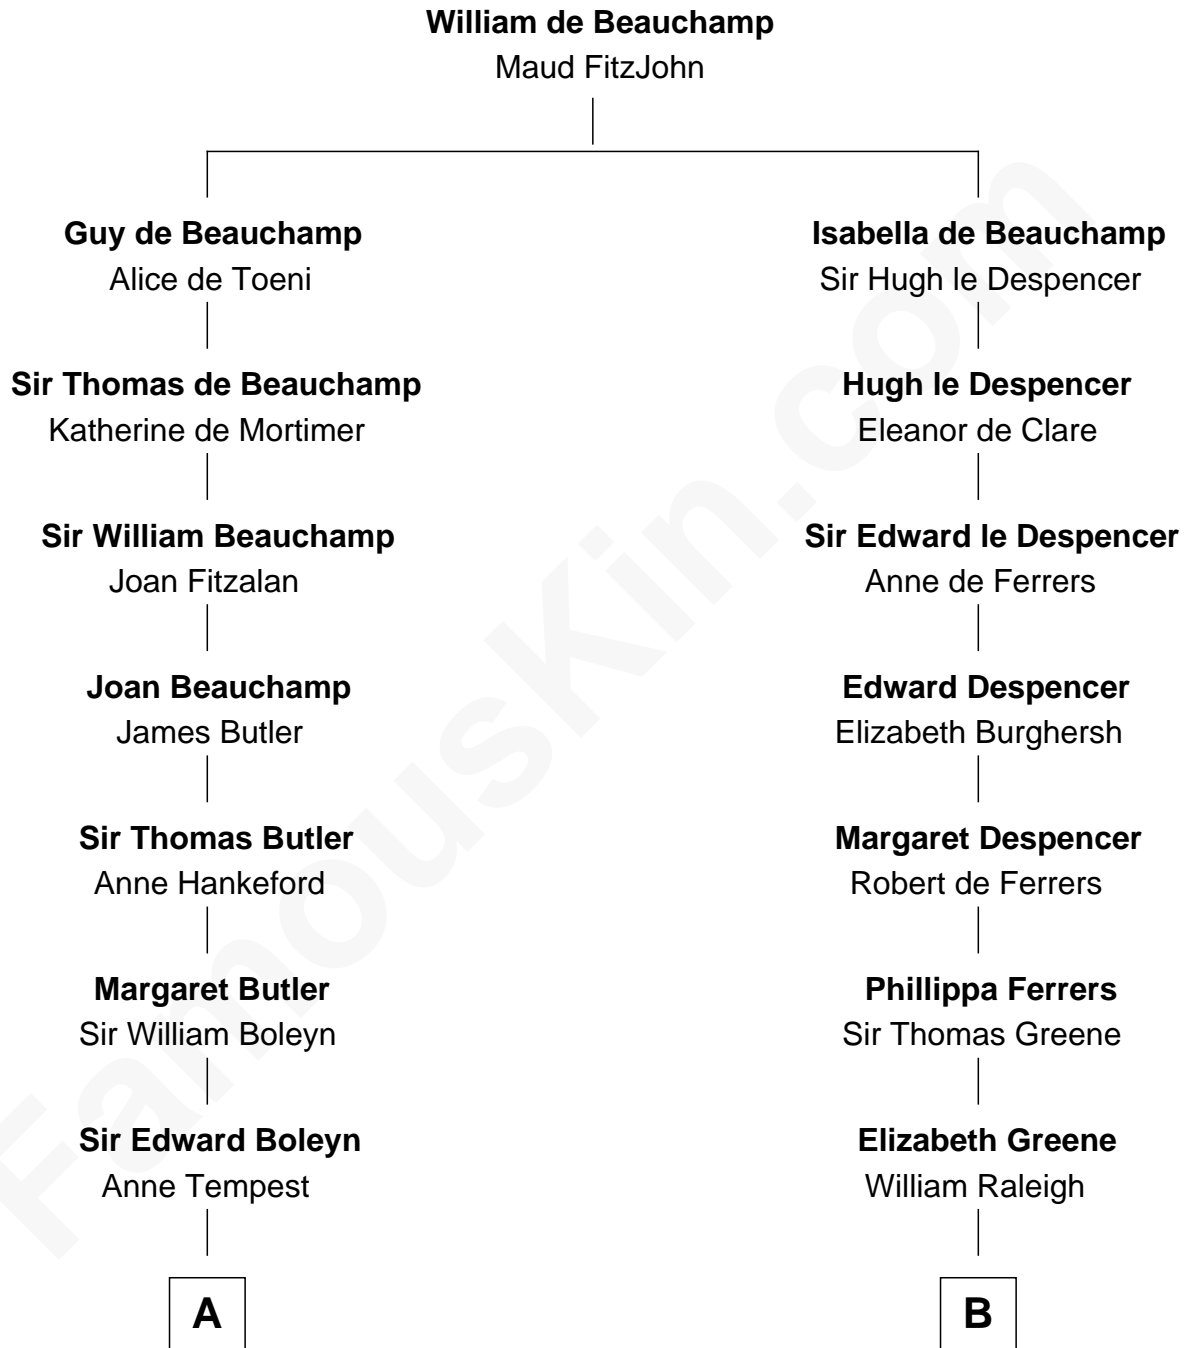 William de Beauchamp
Maud FitzJohn
Guy de Beauchamp
Alice de Toeni
Sir Thomas de Beauchamp
Katherine de Mortimer
Sir William Beauchamp
Joan Fitzalan
Joan Beauchamp
James Butler
Sir Thomas Butler
Anne Hankeford
Margaret Butler
Sir William Boleyn
Sir Edward Boleyn
Anne Tempest
A
Isabella de Beauchamp
Sir Hugh le Despencer
Hugh le Despencer
Eleanor de Clare
Sir Edward le Despencer
Anne de Ferrers
Edward Despencer
Elizabeth Burghersh
Margaret Despencer
Robert de Ferrers
Phillippa Ferrers
Sir Thomas Greene
Elizabeth Greene
William Raleigh
B
FamousKin.com